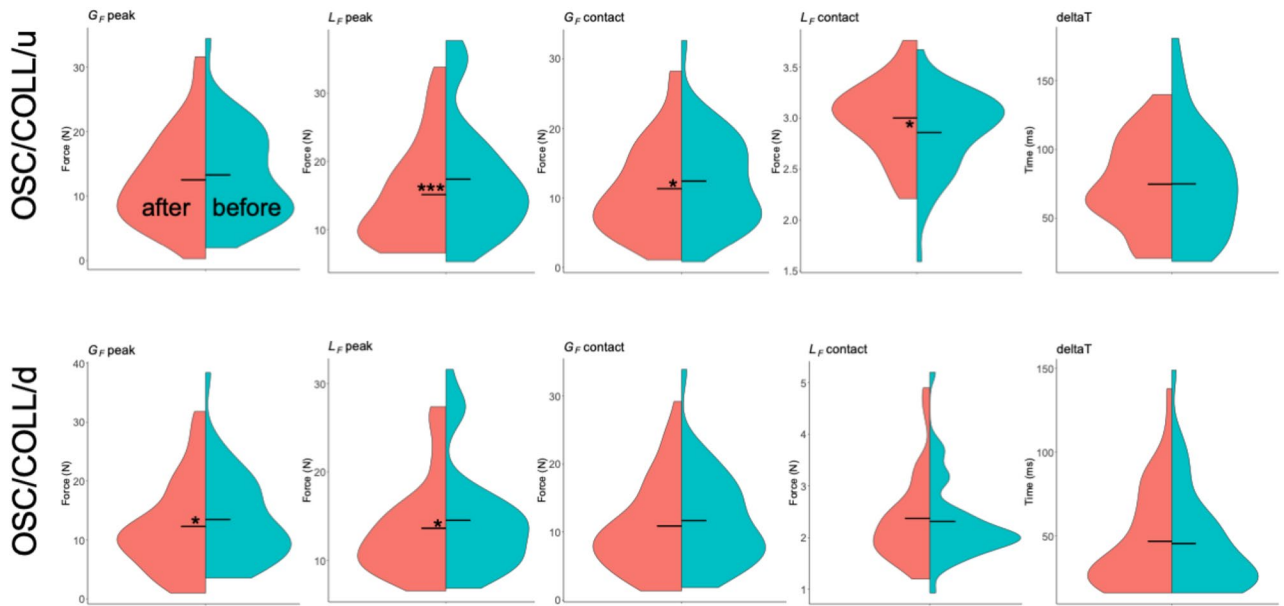 OSC/COLL/u
G_F peak
Force (N)
30
20
10
0
after
before
L_F peak
Force (N)
30
20
10
***
G_F contact
Force (N)
30
20
10
0
*
L_F contact
Force (N)
3.5
3.0
2.5
2.0
1.5
*
deltaT
Time (ms)
150
100
50
OSC/COLL/d
G_F peak
Force (N)
40
30
20
10
0
*
L_F peak
Force (N)
30
20
10
*
G_F contact
Force (N)
30
20
10
0
L_F contact
Force (N)
5
4
3
2
1
deltaT
Time (ms)
150
100
50